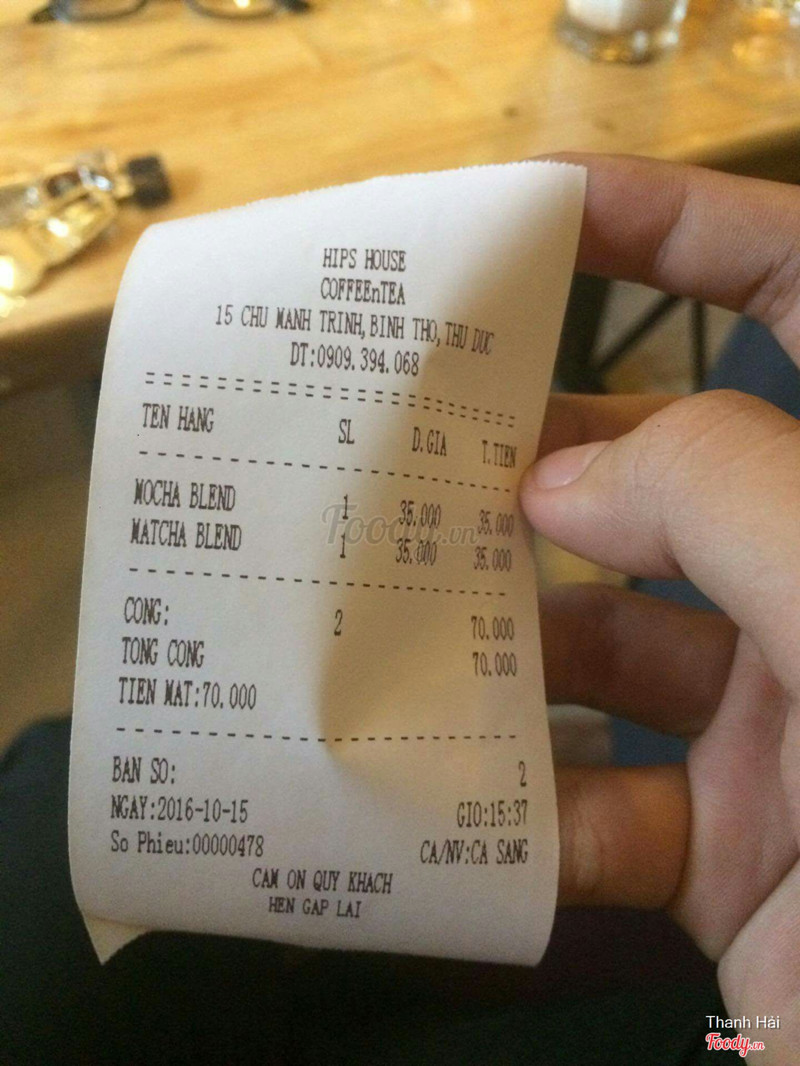 HIPS HOUSE
COFFEEnTEA
15 CHU MANH TRINH, BINH THO, THU DUC
DT:0909.394.068
TEN HANG SL D.GIA T.TIEN
MOCHA BLEND 1 35.000 35.000
MATCHA BLEND 1 35.000 35.000
CONG: 2 70.000
TONG CONG 70.000
TIEN MAT:70.000
BAN SO: 2
NGAY:2016-10-15 GIO:15:37
So Phieu:00000478 CA/NV:CA SANG
CAM ON QUY KHACH
HEN GAP LAI
Foody.vn
Thanh Hải
Foody.vn